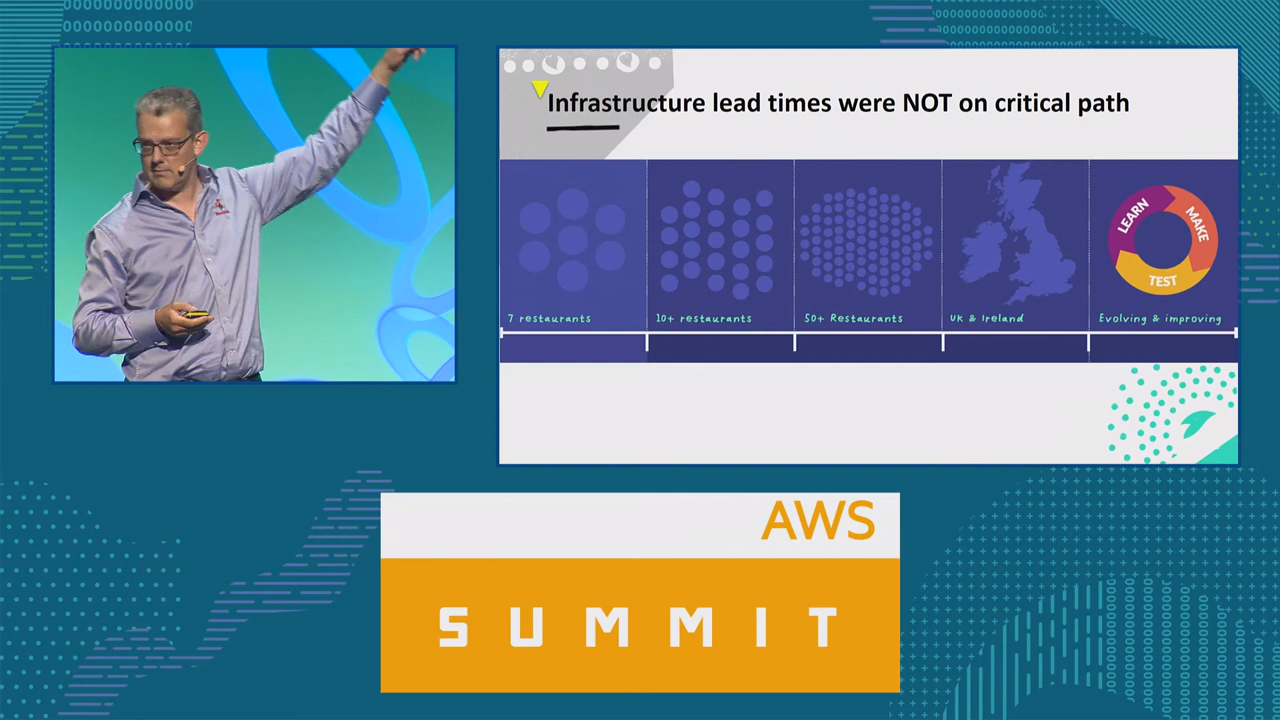 Infrastructure lead times were NOT on critical path
LEARN
MAKE
TEST
7 restaurants
10+ restaurants
50+ Restaurants
UK & Ireland
Evolving & improving
AWS
SUMMIT